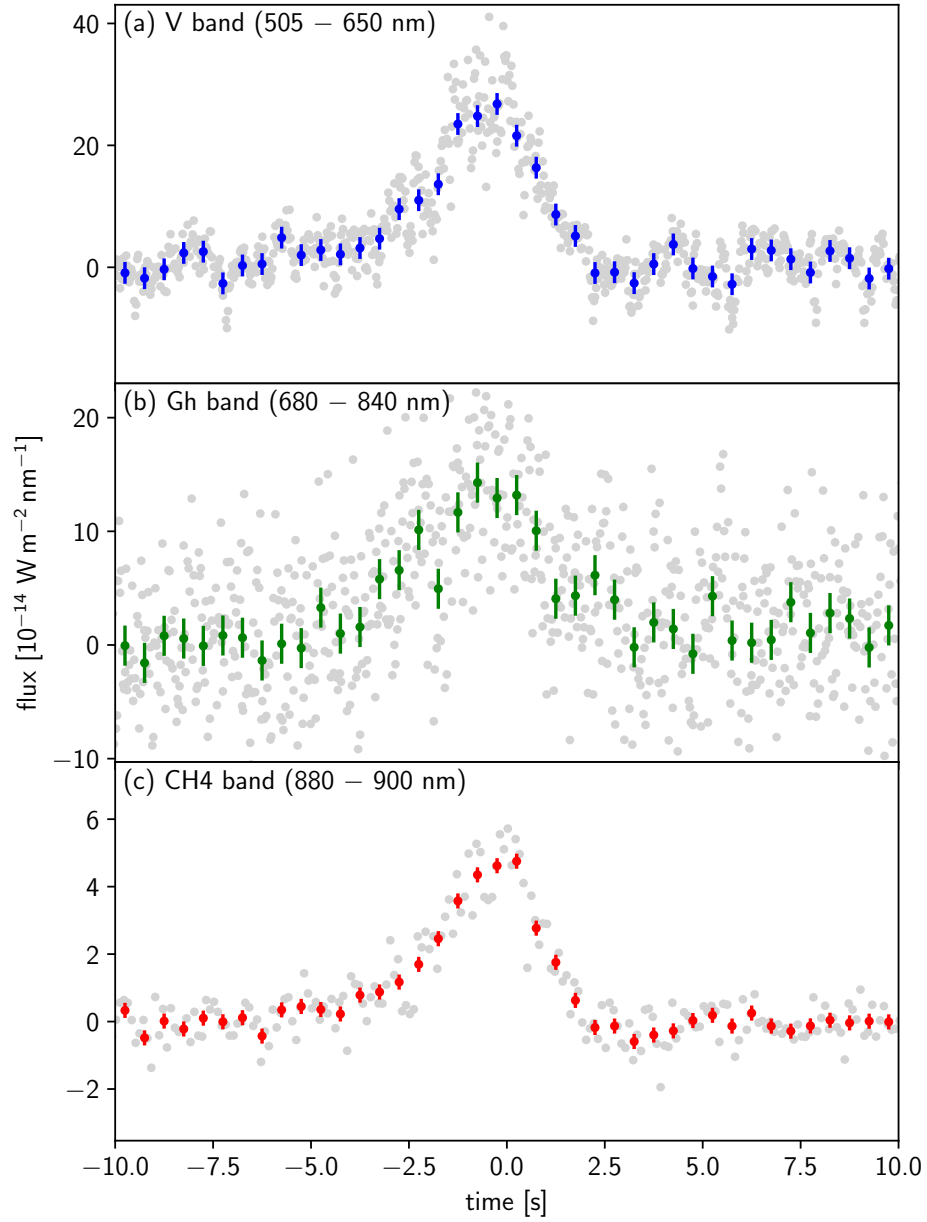 (a) V band (505 − 650 nm)
40
20
0
(b) Gh band (680 − 840 nm)
20
10
0
−10
flux [10⁻¹⁴ W m⁻² nm⁻¹]
(c) CH4 band (880 − 900 nm)
6
4
2
0
−2
−10.0 −7.5 −5.0 −2.5 0.0 2.5 5.0 7.5 10.0
time [s]